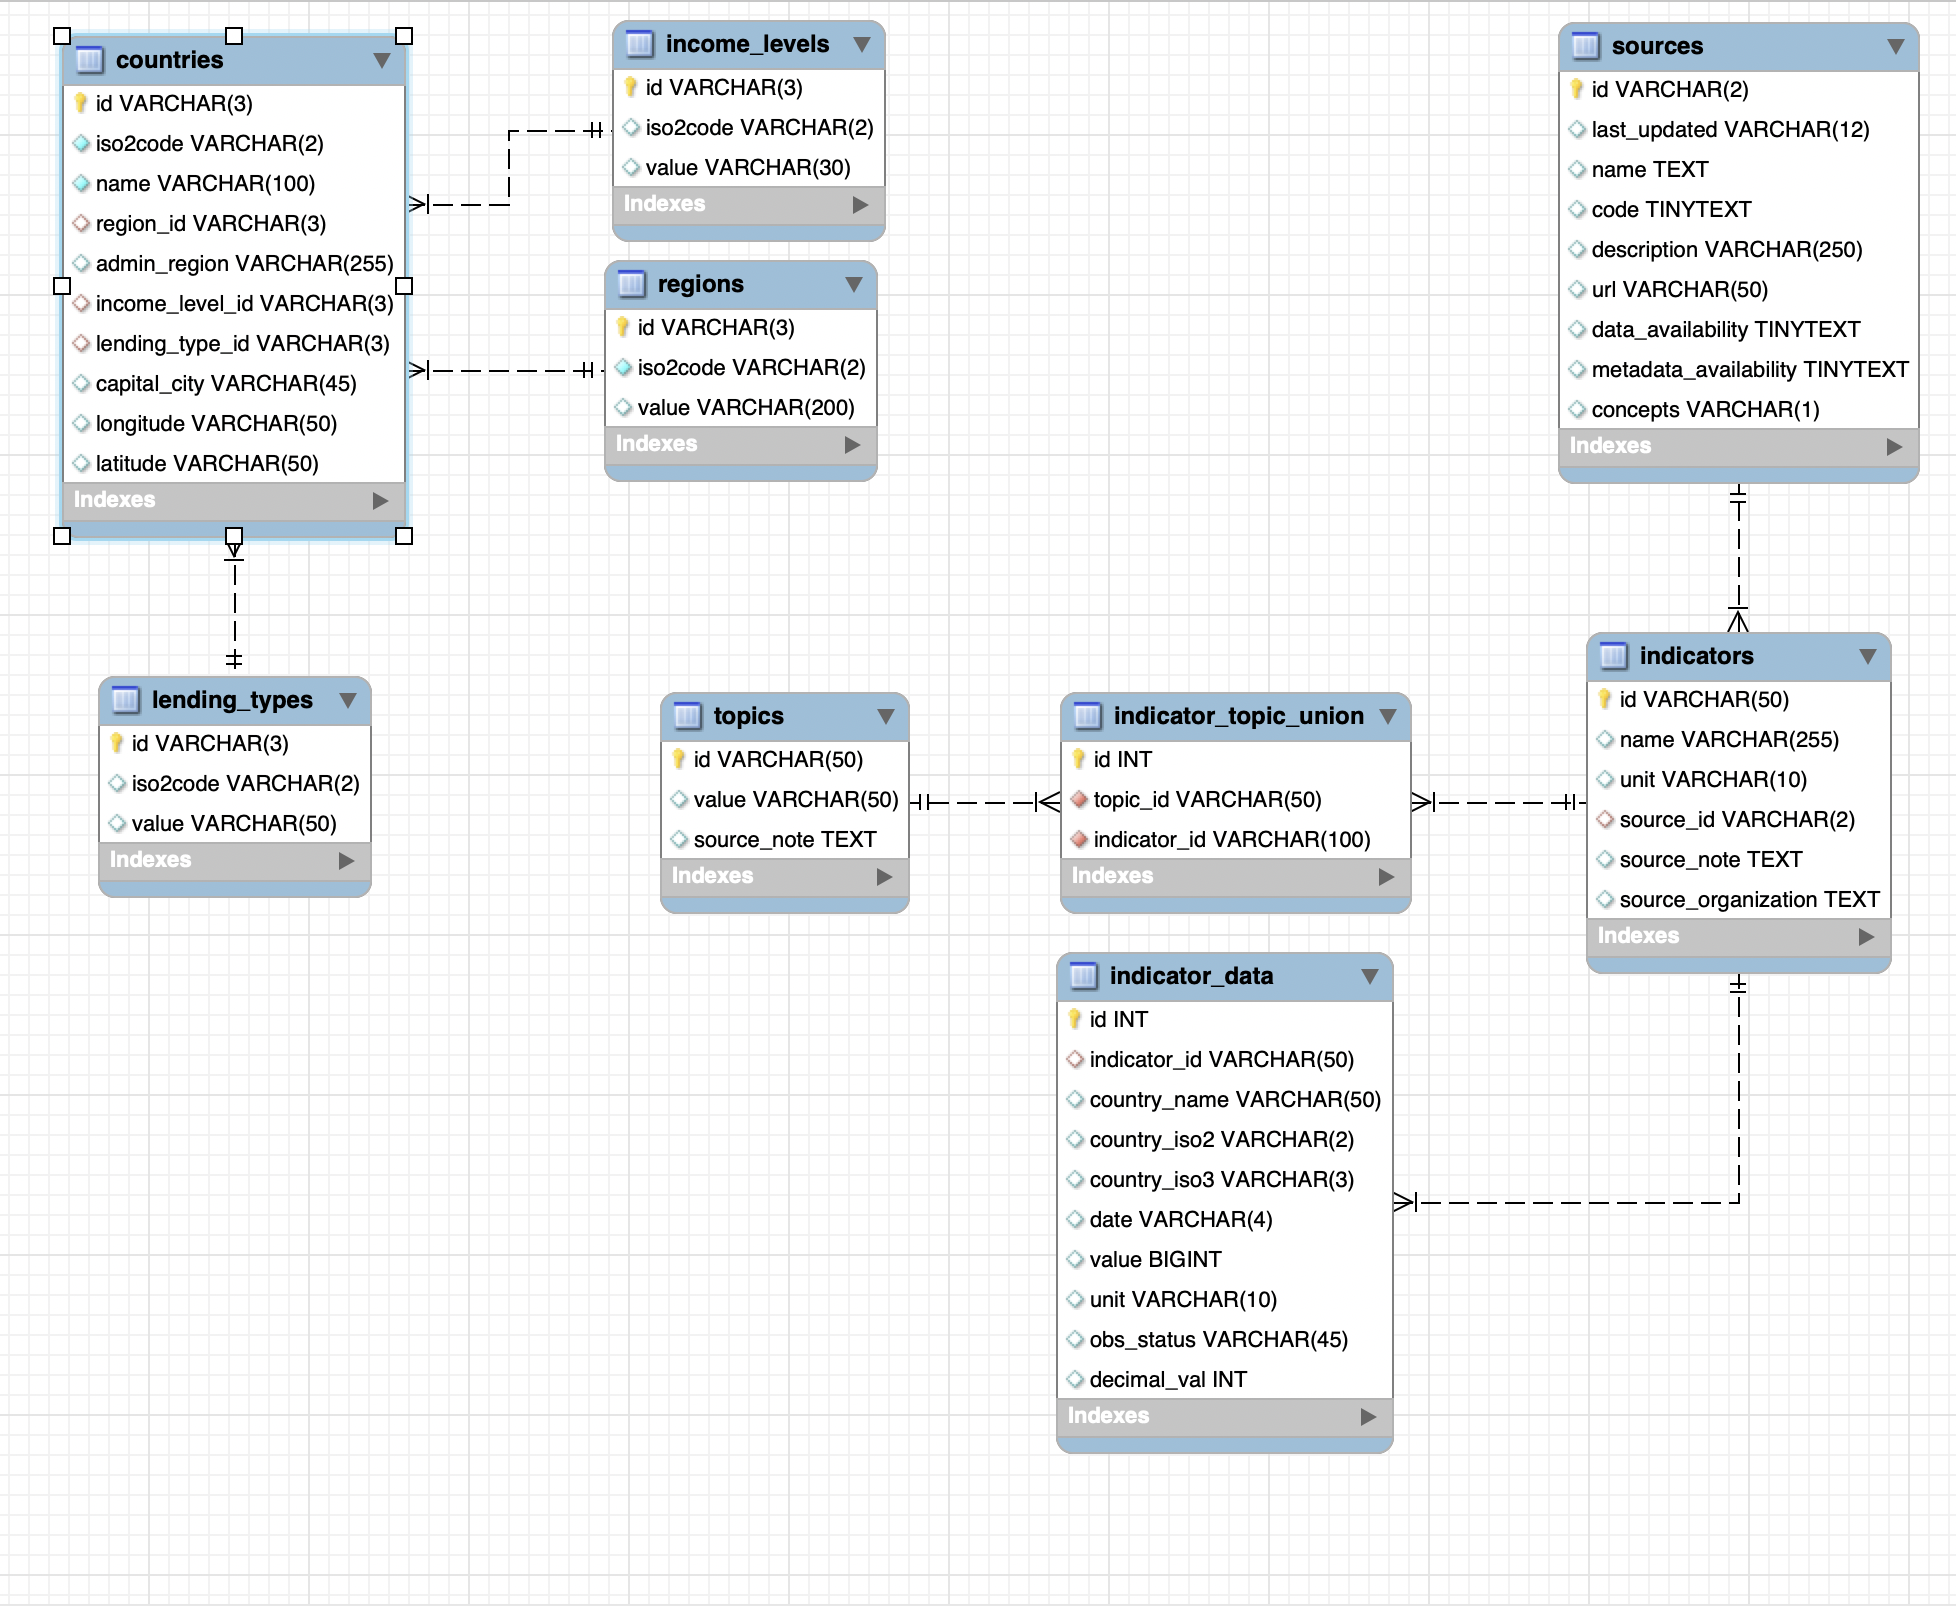 countries
id VARCHAR(3)
iso2code VARCHAR(2)
name VARCHAR(100)
region_id VARCHAR(3)
admin_region VARCHAR(255)
income_level_id VARCHAR(3)
lending_type_id VARCHAR(3)
capital_city VARCHAR(45)
longitude VARCHAR(50)
latitude VARCHAR(50)
Indexes
income_levels
id VARCHAR(3)
iso2code VARCHAR(2)
value VARCHAR(30)
Indexes
regions
id VARCHAR(3)
iso2code VARCHAR(2)
value VARCHAR(200)
Indexes
sources
id VARCHAR(2)
last_updated VARCHAR(12)
name TEXT
code TINYTEXT
description VARCHAR(250)
url VARCHAR(50)
data_availability TINYTEXT
metadata_availability TINYTEXT
concepts VARCHAR(1)
Indexes
lending_types
id VARCHAR(3)
iso2code VARCHAR(2)
value VARCHAR(50)
Indexes
topics
id VARCHAR(50)
value VARCHAR(50)
source_note TEXT
Indexes
indicator_topic_union
id INT
topic_id VARCHAR(50)
indicator_id VARCHAR(100)
Indexes
indicators
id VARCHAR(50)
name VARCHAR(255)
unit VARCHAR(10)
source_id VARCHAR(2)
source_note TEXT
source_organization TEXT
Indexes
indicator_data
id INT
indicator_id VARCHAR(50)
country_name VARCHAR(50)
country_iso2 VARCHAR(2)
country_iso3 VARCHAR(3)
date VARCHAR(4)
value BIGINT
unit VARCHAR(10)
obs_status VARCHAR(45)
decimal_val INT
Indexes